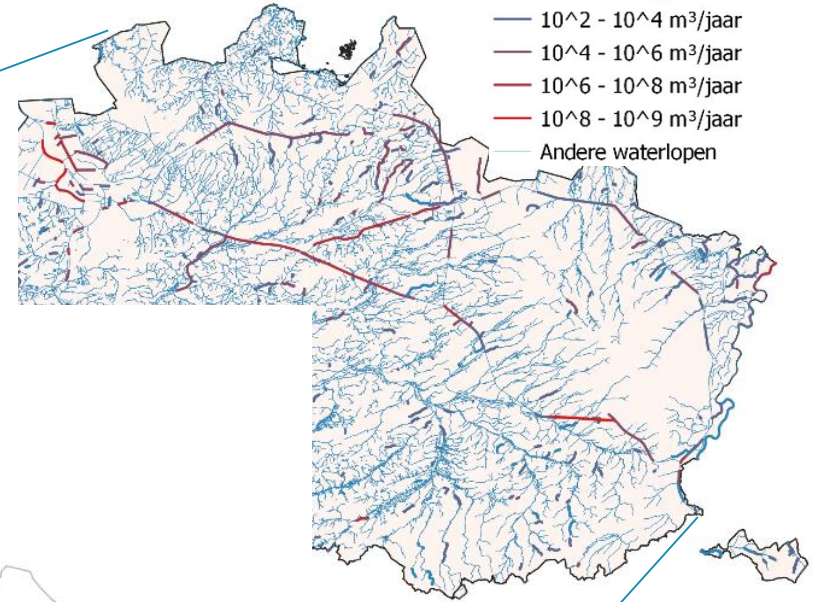 10^2 - 10^4 m³/jaar
10^4 - 10^6 m³/jaar
10^6 - 10^8 m³/jaar
10^8 - 10^9 m³/jaar
Andere waterlopen